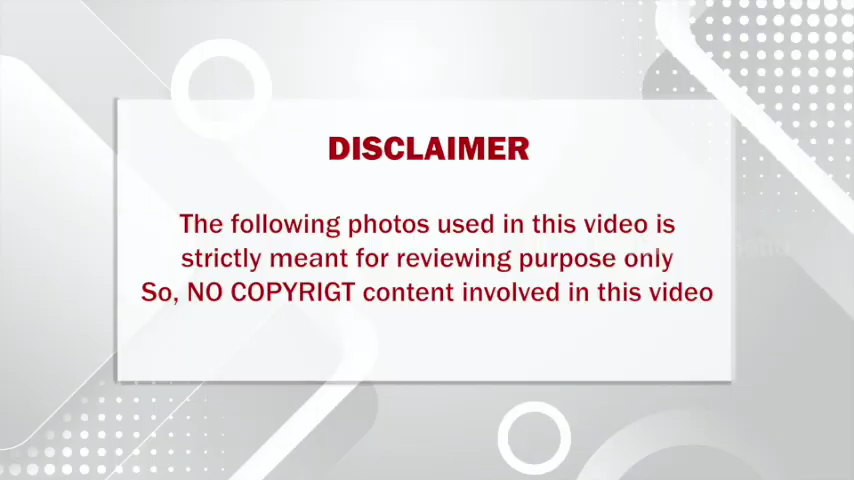 DISCLAIMER
The following photos used in this video is
strictly meant for reviewing purpose only
So, NO COPYRIGT content involved in this video